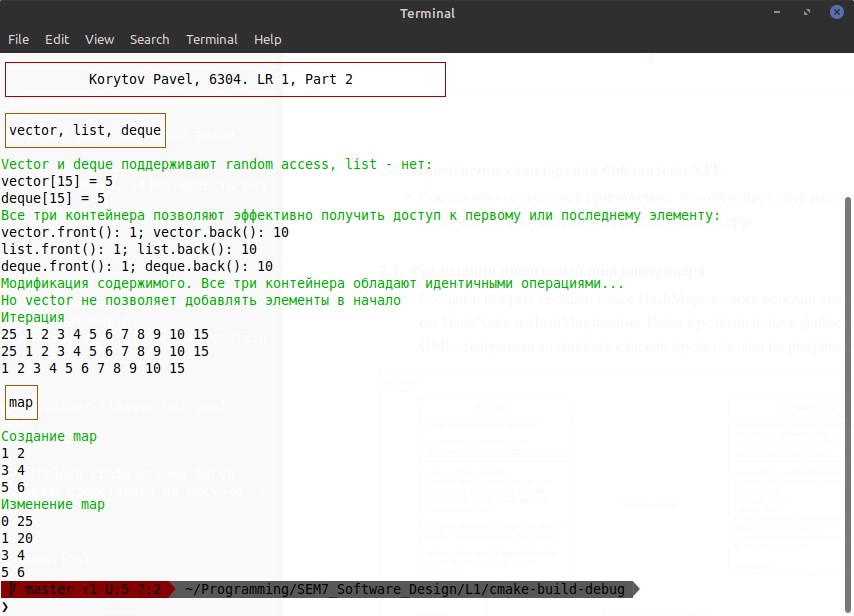 Terminal
File Edit View Search Terminal Help
Korytov Pavel, 6304. LR 1, Part 2
vector, list, deque
Vector и deque поддерживают random access, list - нет:
vector[15] = 5
deque[15] = 5
Все три контейнера позволяют эффективно получить доступ к первому или последнему элементу:
vector.front(): 1; vector.back(): 10
list.front(): 1; list.back(): 10
deque.front(): 1; deque.back(): 10
Модификация содержимого. Все три контейнера обладают идентичными операциями...
Но vector не позволяет добавлять элементы в начало
Итерация
25 1 2 3 4 5 6 7 8 9 10 15
25 1 2 3 4 5 6 7 8 9 10 15
1 2 3 4 5 6 7 8 9 10 15
map
Создание map
1 2
3 4
5 6
Изменение map
0 25
1 20
3 4
5 6
master +1 U:5 ?:2 ~/Programming/SEM7_Software_Design/L1/cmake-build-debug
❯